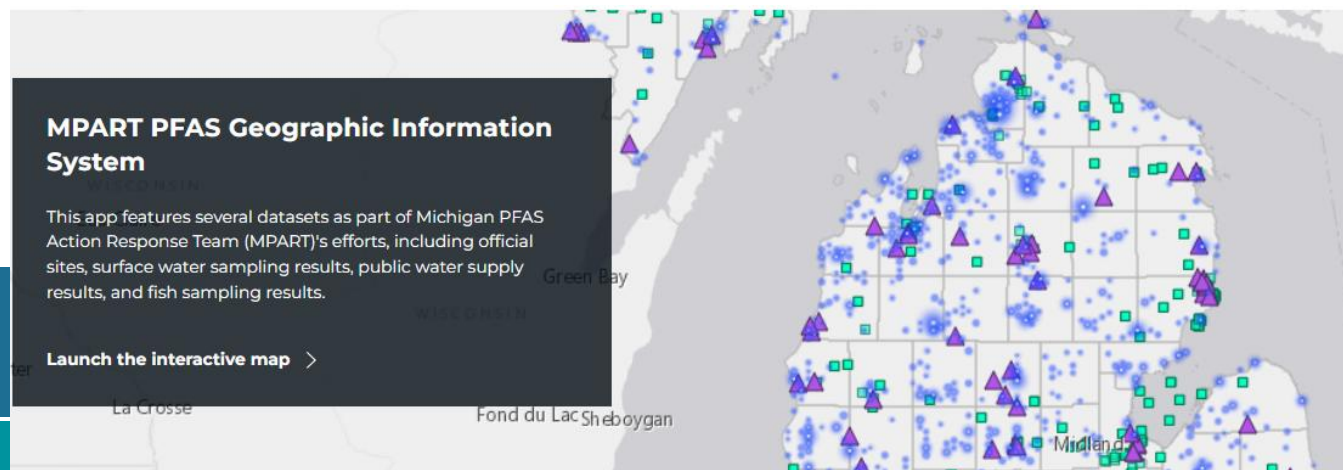 MPART PFAS Geographic Information
System
WISCONSIN
This app features several datasets as part of Michigan PFAS
Action Response Team (MPART)'s efforts, including official
sites, surface water sampling results, public water supply
results, and fish sampling results.
Green Bay
WISCONSIN
Launch the interactive map
La Crosse
Fond du Lac
Sheboygan
Midland